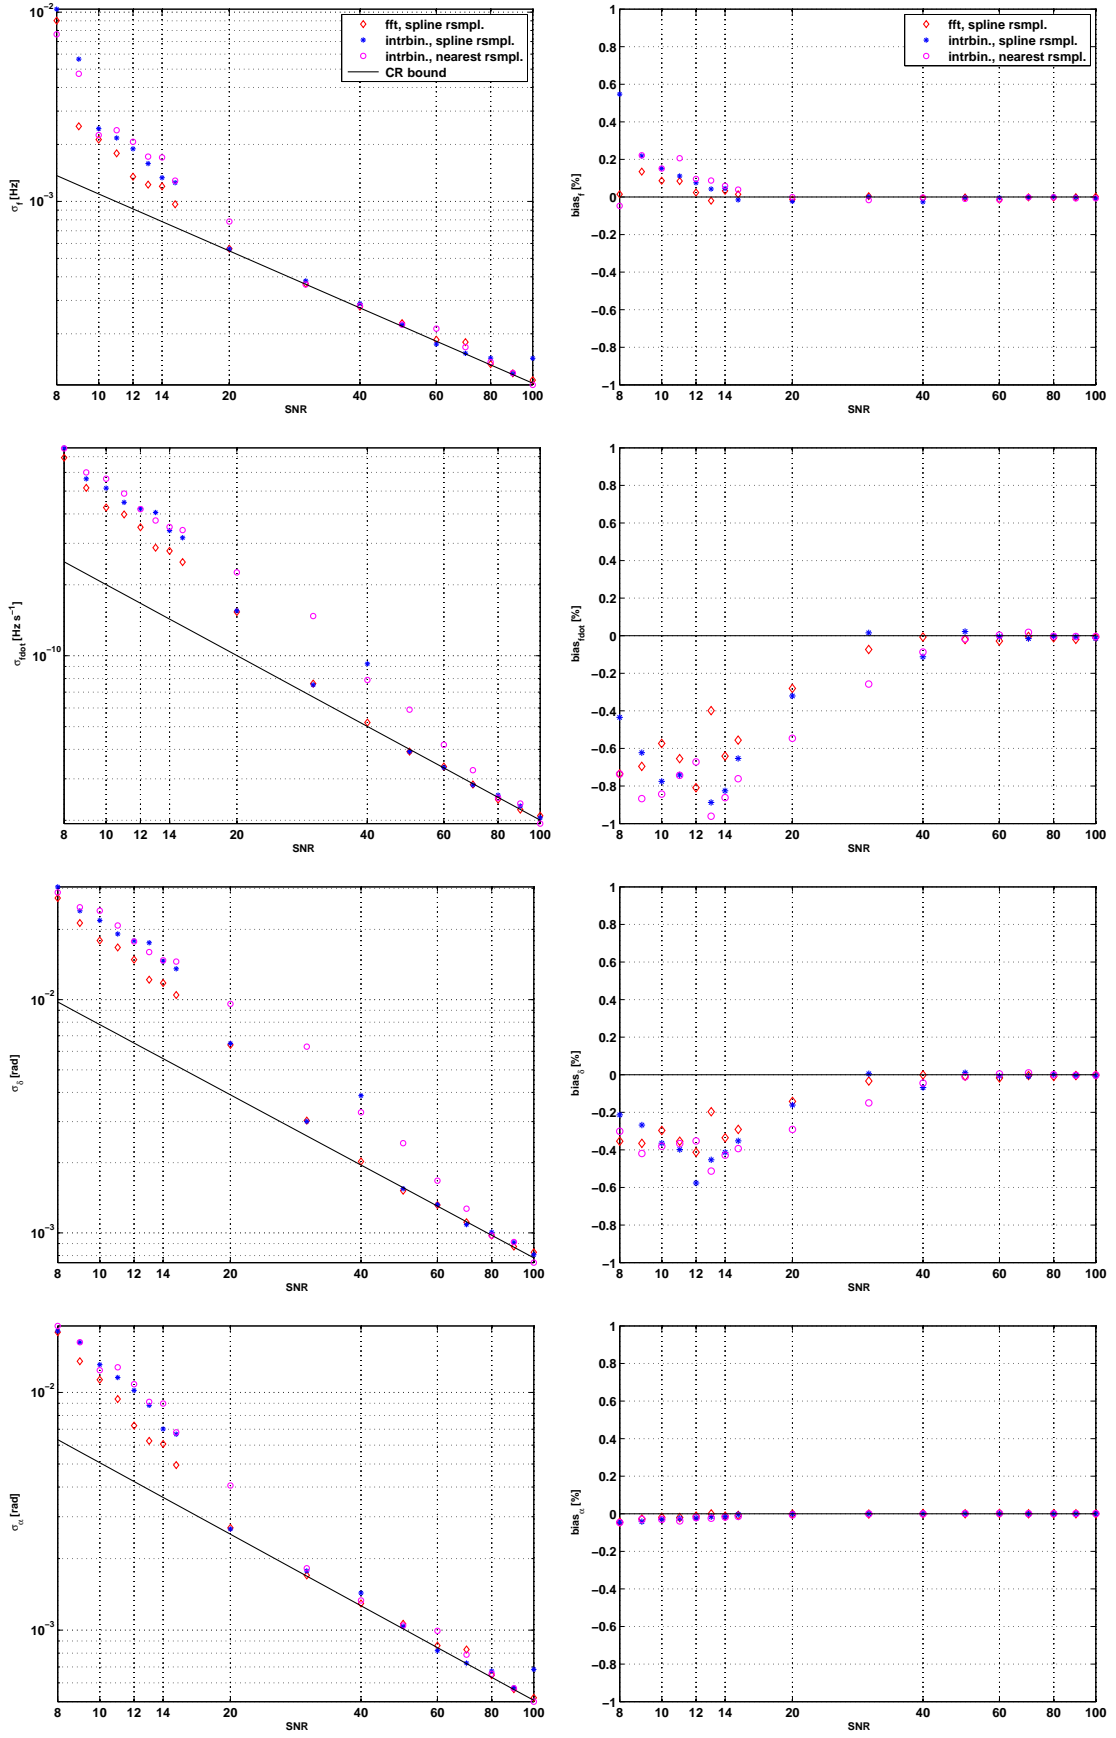 10−2
10−3
σf [Hz]
8 10 12 14 20 40 60 80 100
SNR
fft, spline rsmpl.
intrbin., spline rsmpl.
intrbin., nearest rsmpl.
CR bound
1
0.8
0.6
0.4
0.2
0
−0.2
−0.4
−0.6
−0.8
−1
biasf [%]
8 10 12 14 20 40 60 80 100
SNR
fft, spline rsmpl.
intrbin., spline rsmpl.
intrbin., nearest rsmpl.
10−10
σfdot [Hz s−1]
8 10 12 14 20 40 60 80 100
SNR
1
0.8
0.6
0.4
0.2
0
−0.2
−0.4
−0.6
−0.8
−1
biasfdot [%]
8 10 12 14 20 40 60 80 100
SNR
10−2
10−3
σδ [rad]
8 10 12 14 20 40 60 80 100
SNR
1
0.8
0.6
0.4
0.2
0
−0.2
−0.4
−0.6
−0.8
−1
biasδ [%]
8 10 12 14 20 40 60 80 100
SNR
10−2
10−3
σα [rad]
8 10 12 14 20 40 60 80 100
SNR
1
0.8
0.6
0.4
0.2
0
−0.2
−0.4
−0.6
−0.8
−1
biasα [%]
8 10 12 14 20 40 60 80 100
SNR